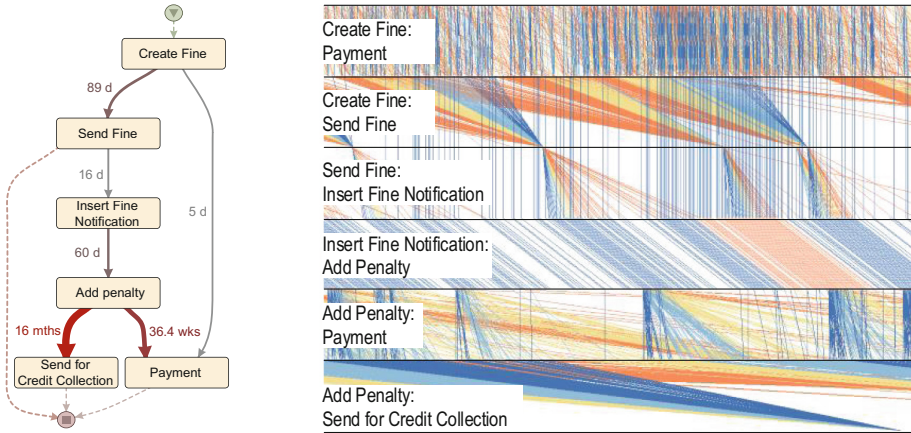 Create Fine
89 d
Send Fine
16 d
5 d
Insert Fine
Notification
60 d
Add penalty
16 mths
36.4 wks
Send for
Credit Collection
Payment
Create Fine:
Payment
Create Fine:
Send Fine
Send Fine:
Insert Fine Notification
Insert Fine Notification:
Add Penalty
Add Penalty:
Payment
Add Penalty:
Send for Credit Collection